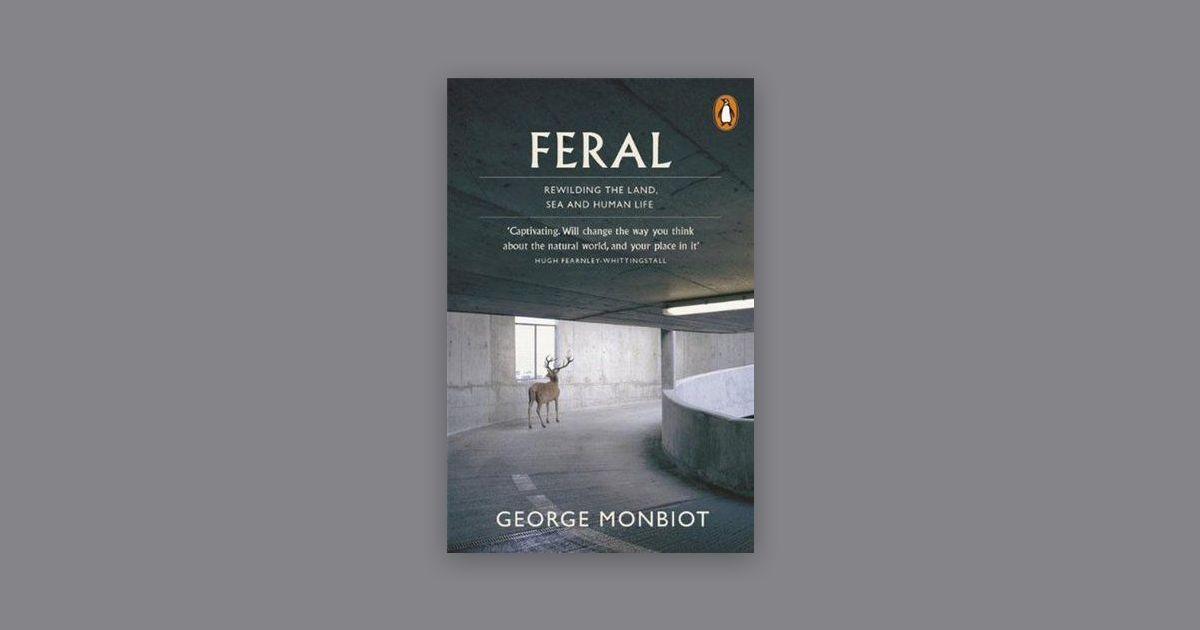 FERAL
REWILDING THE LAND,
SEA AND HUMAN LIFE
‘Captivating. Will change the way you think
about the natural world, and your place in it’
HUGH FEARNLEY-WHITTINGSTALL
GEORGE MONBIOT